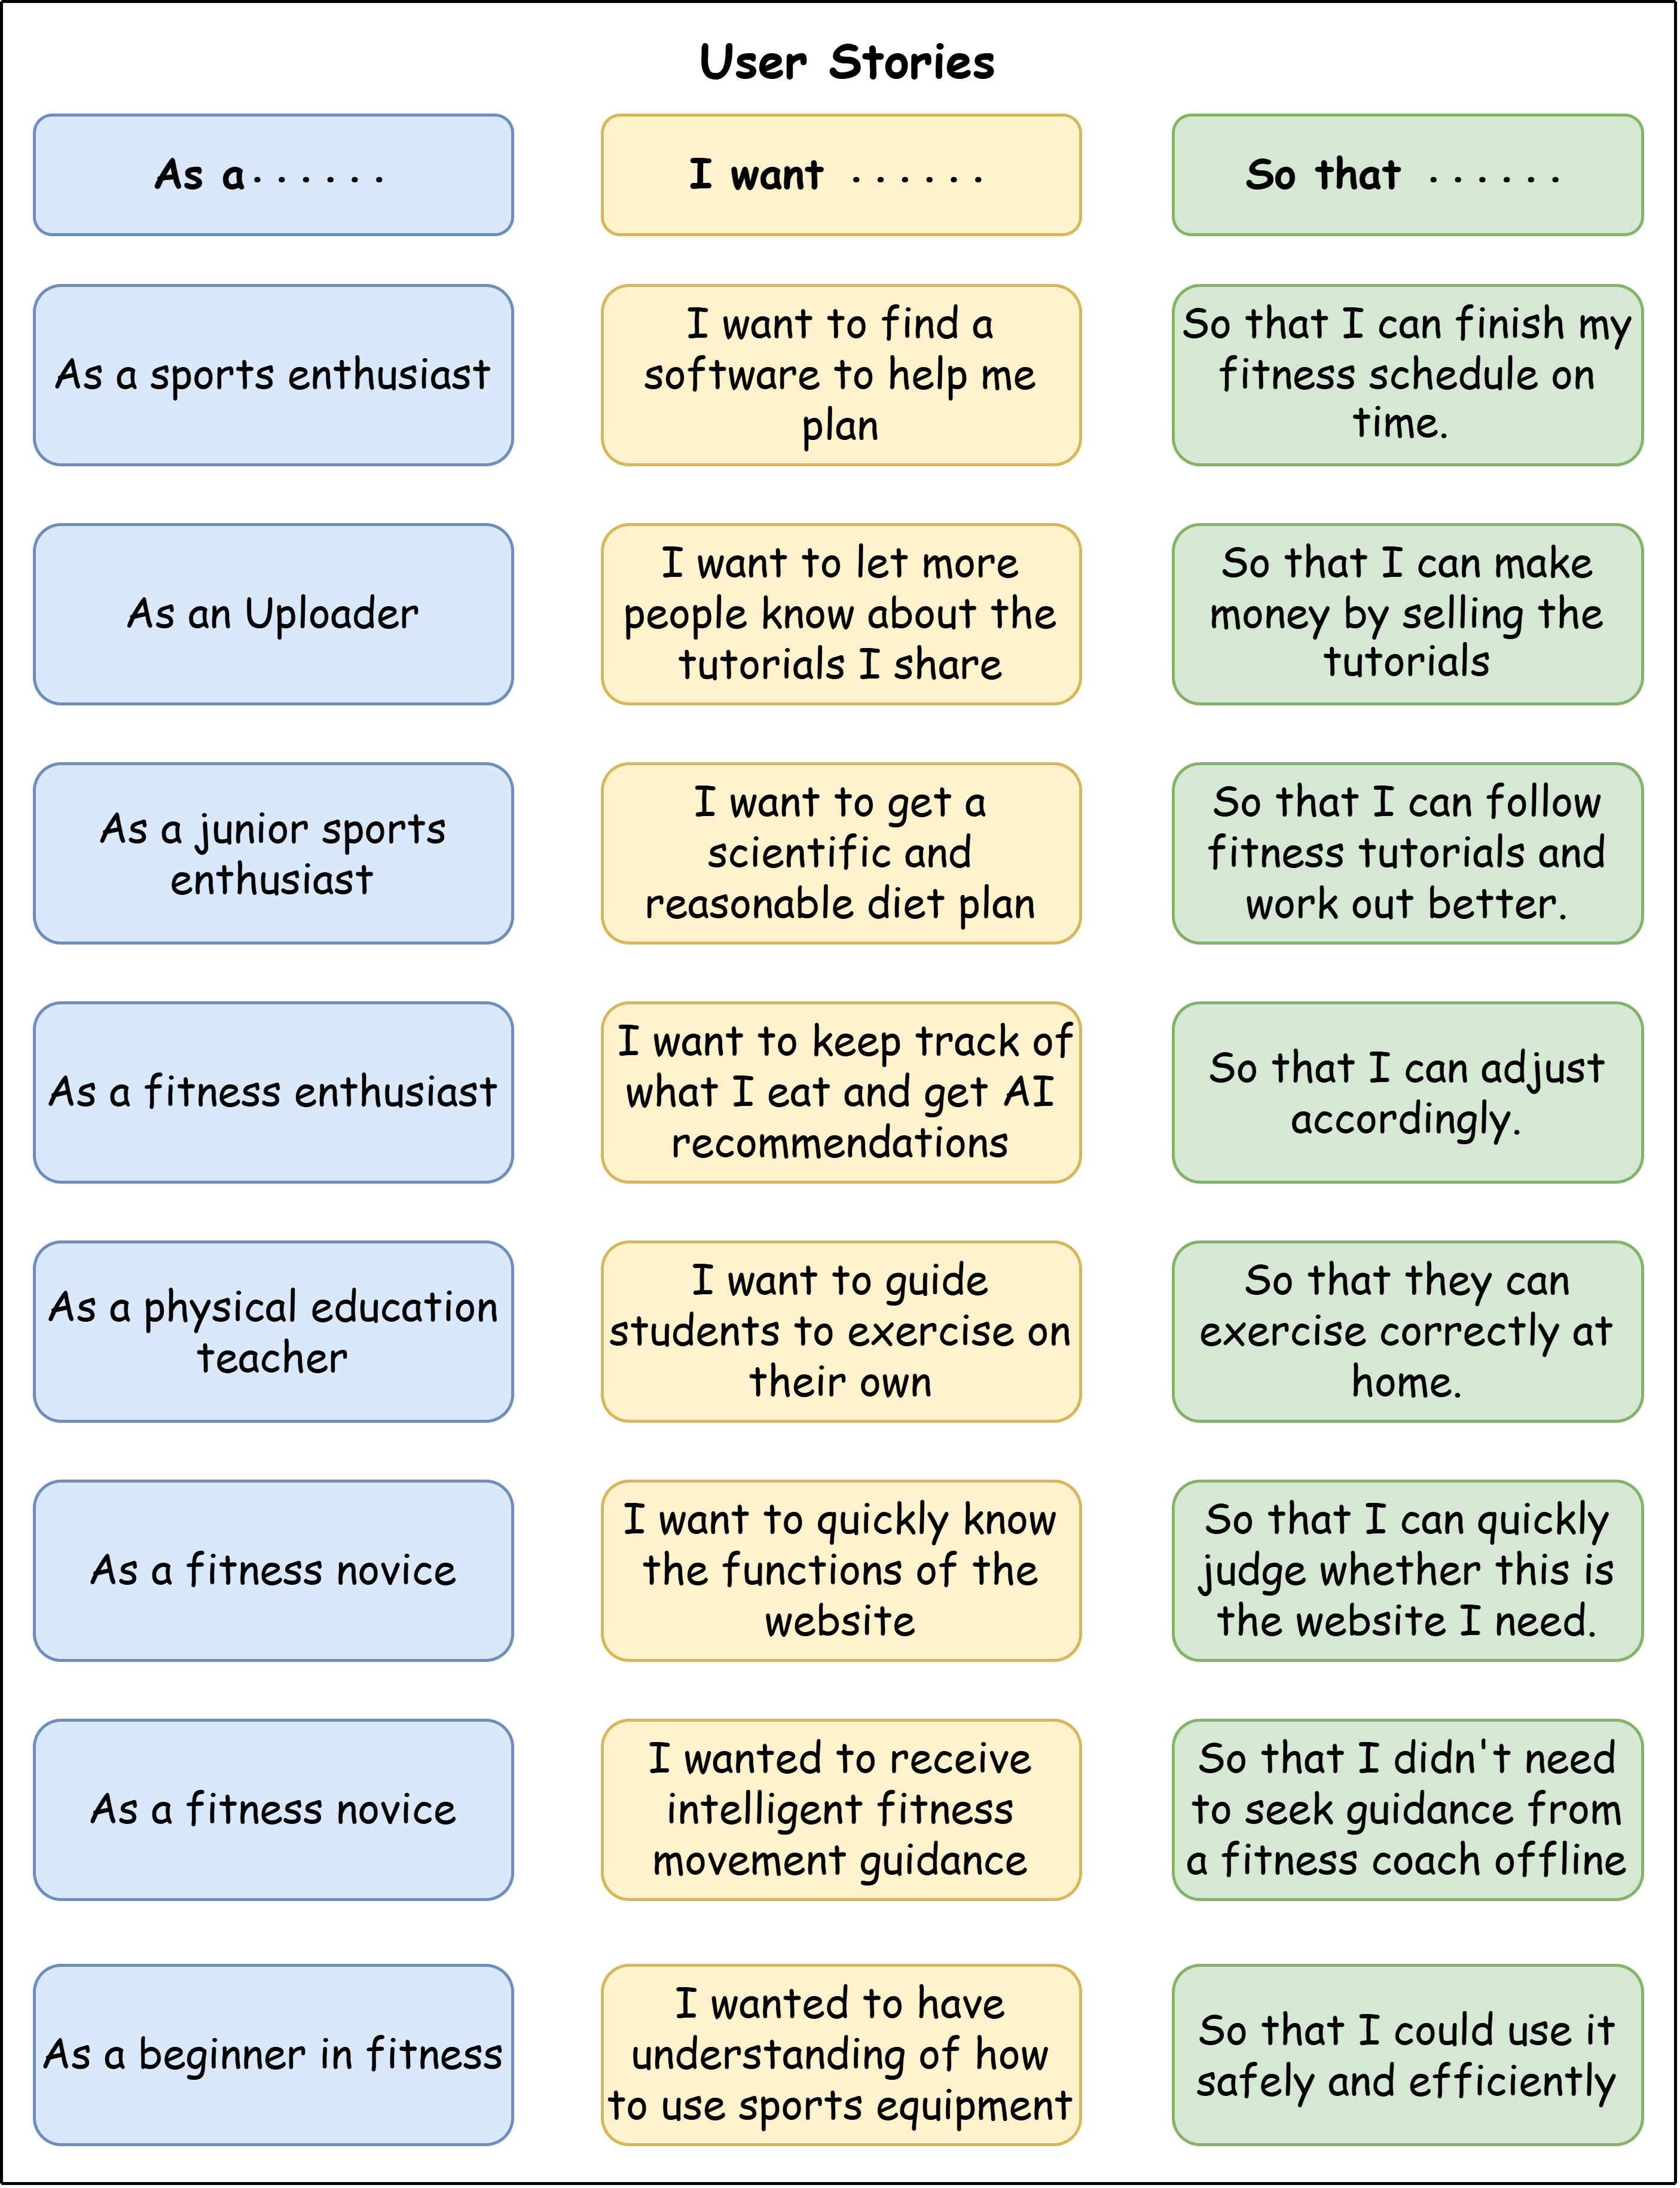 User Stories
As a······
I want ······
So that ······
As a sports enthusiast
I want to find a
software to help me
plan
So that I can finish my
fitness schedule on
time.
As an Uploader
I want to let more
people know about the
tutorials I share
So that I can make
money by selling the
tutorials
As a junior sports
enthusiast
I want to get a
scientific and
reasonable diet plan
So that I can follow
fitness tutorials and
work out better.
As a fitness enthusiast
I want to keep track of
what I eat and get AI
recommendations
So that I can adjust
accordingly.
As a physical education
teacher
I want to guide
students to exercise on
their own
So that they can
exercise correctly at
home.
As a fitness novice
I want to quickly know
the functions of the
website
So that I can quickly
judge whether this is
the website I need.
As a fitness novice
I wanted to receive
intelligent fitness
movement guidance
So that I didn't need
to seek guidance from
a fitness coach offline
As a beginner in fitness
I wanted to have
understanding of how
to use sports equipment
So that I could use it
safely and efficiently